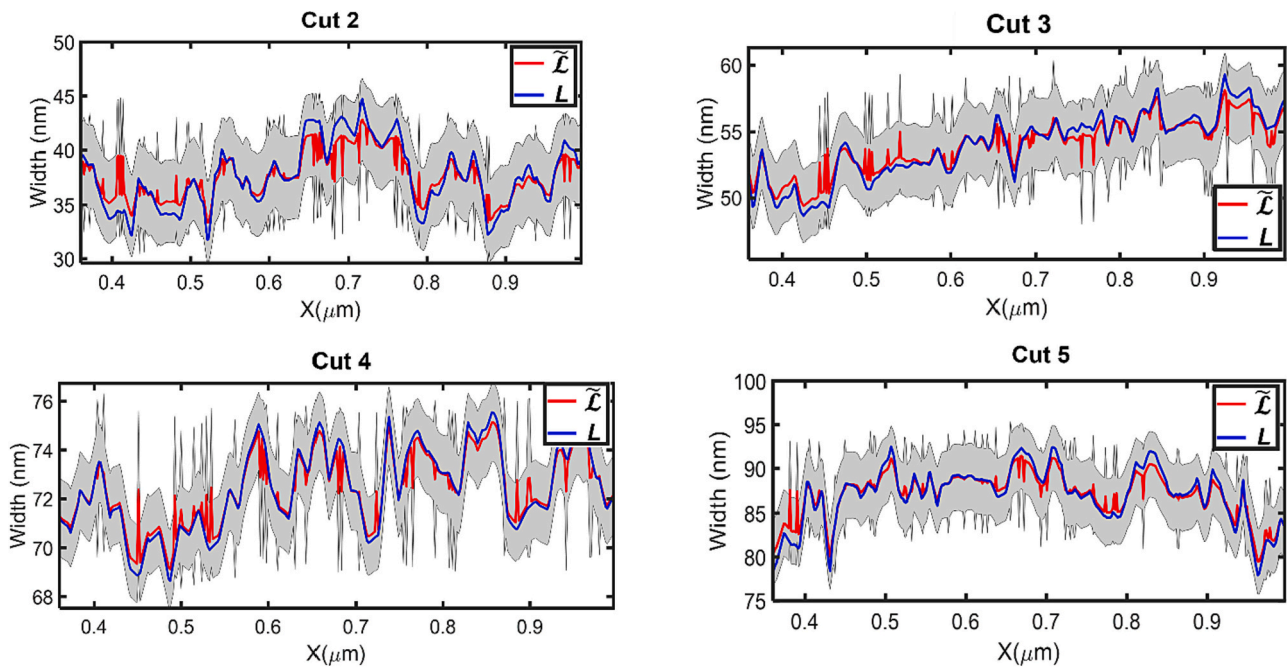 Cut 2
50
45
40
35
30
Width (nm)
0.4 0.5 0.6 0.7 0.8 0.9
X(μm)
ℒ̃
L
Cut 3
60
55
50
Width (nm)
0.4 0.5 0.6 0.7 0.8 0.9
X(μm)
ℒ̃
L
Cut 4
76
74
72
70
68
Width (nm)
0.4 0.5 0.6 0.7 0.8 0.9
X(μm)
ℒ̃
L
Cut 5
100
95
90
85
80
75
Width (nm)
0.4 0.5 0.6 0.7 0.8 0.9
X(μm)
ℒ̃
L